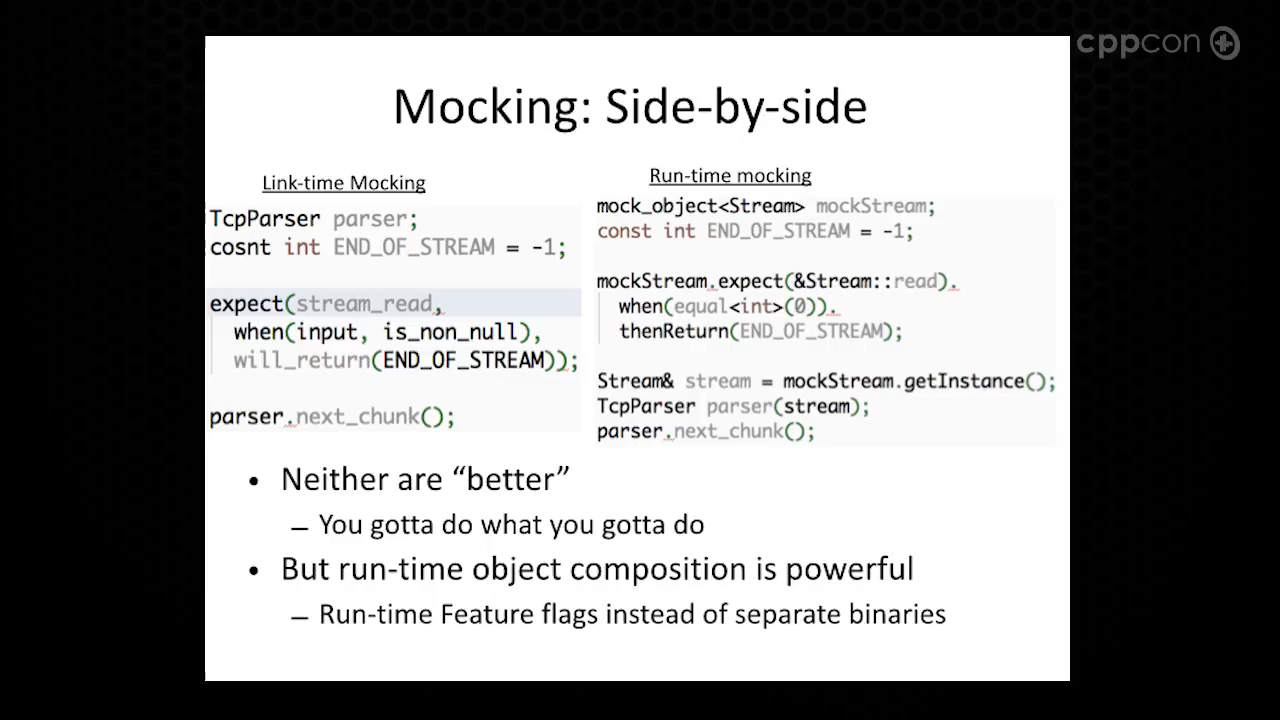 cppcon
Mocking: Side-by-side
Link-time Mocking
TcpParser parser;
cosnt int END_OF_STREAM = -1;
expect(stream_read,
when(input, is_non_null),
will_return(END_OF_STREAM));
parser.next_chunk();
Run-time mocking
mock_object<Stream> mockStream;
const int END_OF_STREAM = -1;
mockStream.expect(&Stream::read).
when(equal<int>(0)).
thenReturn(END_OF_STREAM);
Stream& stream = mockStream.getInstance();
TcpParser parser(stream);
parser.next_chunk();
• Neither are “better”
– You gotta do what you gotta do
• But run-time object composition is powerful
– Run-time Feature flags instead of separate binaries